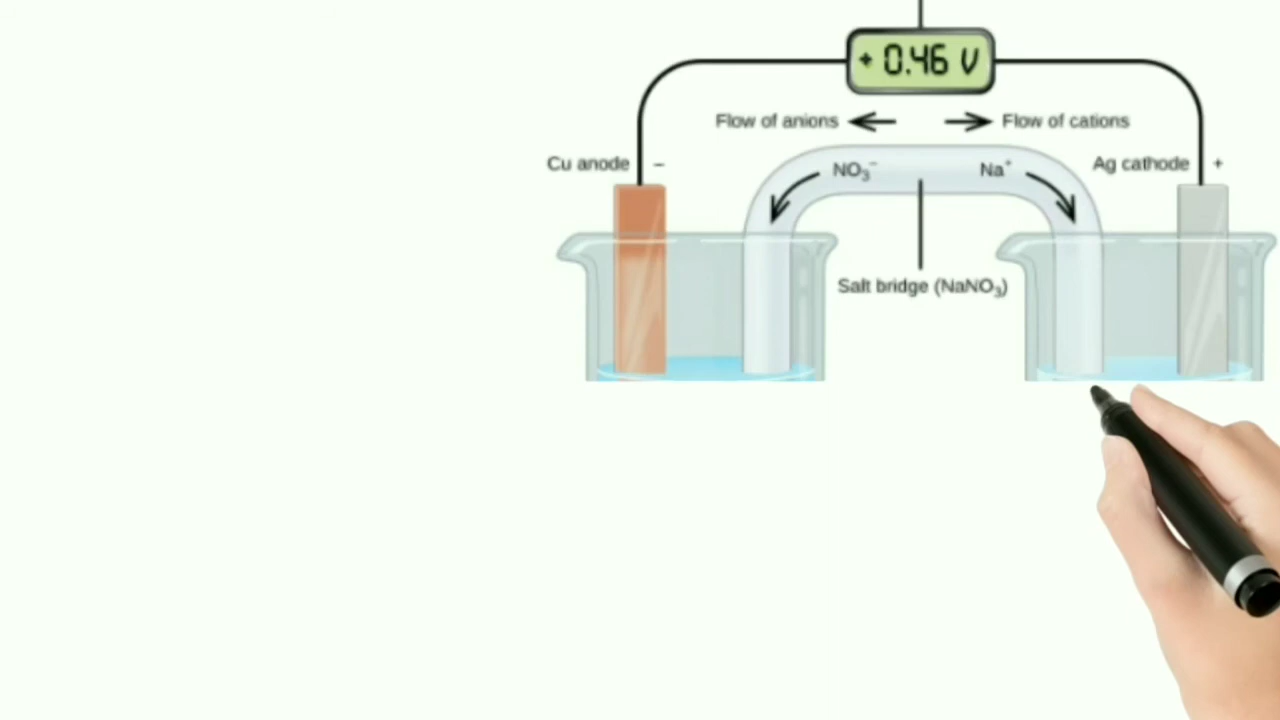 + 0.46 V
Flow of anions
Flow of cations
Cu anode –
NO₃⁻
Na⁺
Ag cathode +
Salt bridge (NaNO₃)